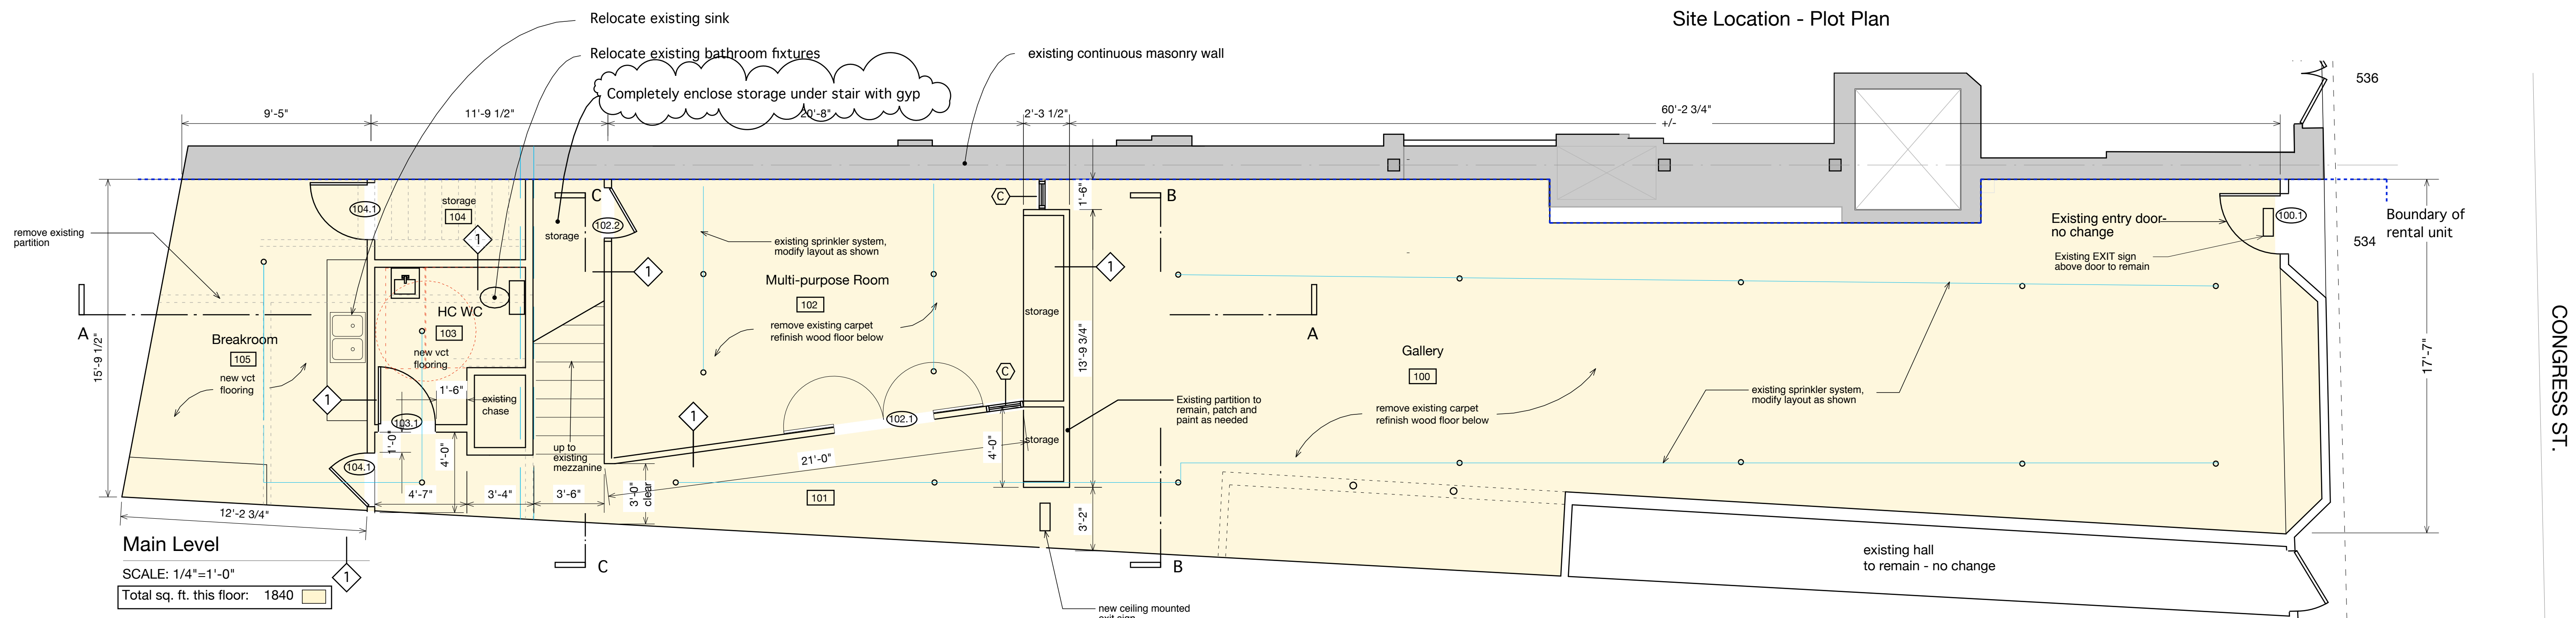 Site Location - Plot Plan
Relocate existing sink
Relocate existing bathroom fixtures
existing continuous masonry wall
Completely enclose storage under stair with gyp
9'-5"
11'-9 1/2"
20'-8"
2'-3 1/2"
60'-2 3/4"
+/-
536
534
Boundary of
rental unit
CONGRESS ST.
17'-7"
100.1
Existing entry door-
no change
Existing EXIT sign
above door to remain
remove existing
partition
104.1
storage
104
1
storage
C
102.2
1
existing sprinkler system,
modify layout as shown
Multi-purpose Room
102
remove existing carpet
refinish wood floor below
C
1'-6"
B
1
storage
13'-9 3/4"
A
A
15'-9 1/2"
Breakroom
105
new vct
flooring
HC WC
103
new vct
flooring
1
1'-6"
103.1
1'-0"
existing
chase
4'-0"
104.1
4'-7"
3'-4"
3'-6"
up to
existing
mezzanine
1
102.1
C
21'-0"
4'-0"
storage
3'-0"
clear
101
3'-2"
Existing partition to
remain, patch and
paint as needed
Gallery
100
remove existing carpet
refinish wood floor below
existing sprinkler system,
modify layout as shown
existing hall
to remain - no change
12'-2 3/4"
C
B
new ceiling mounted
exit sign
Main Level
SCALE: 1/4"=1'-0"
1
Total sq. ft. this floor: 1840